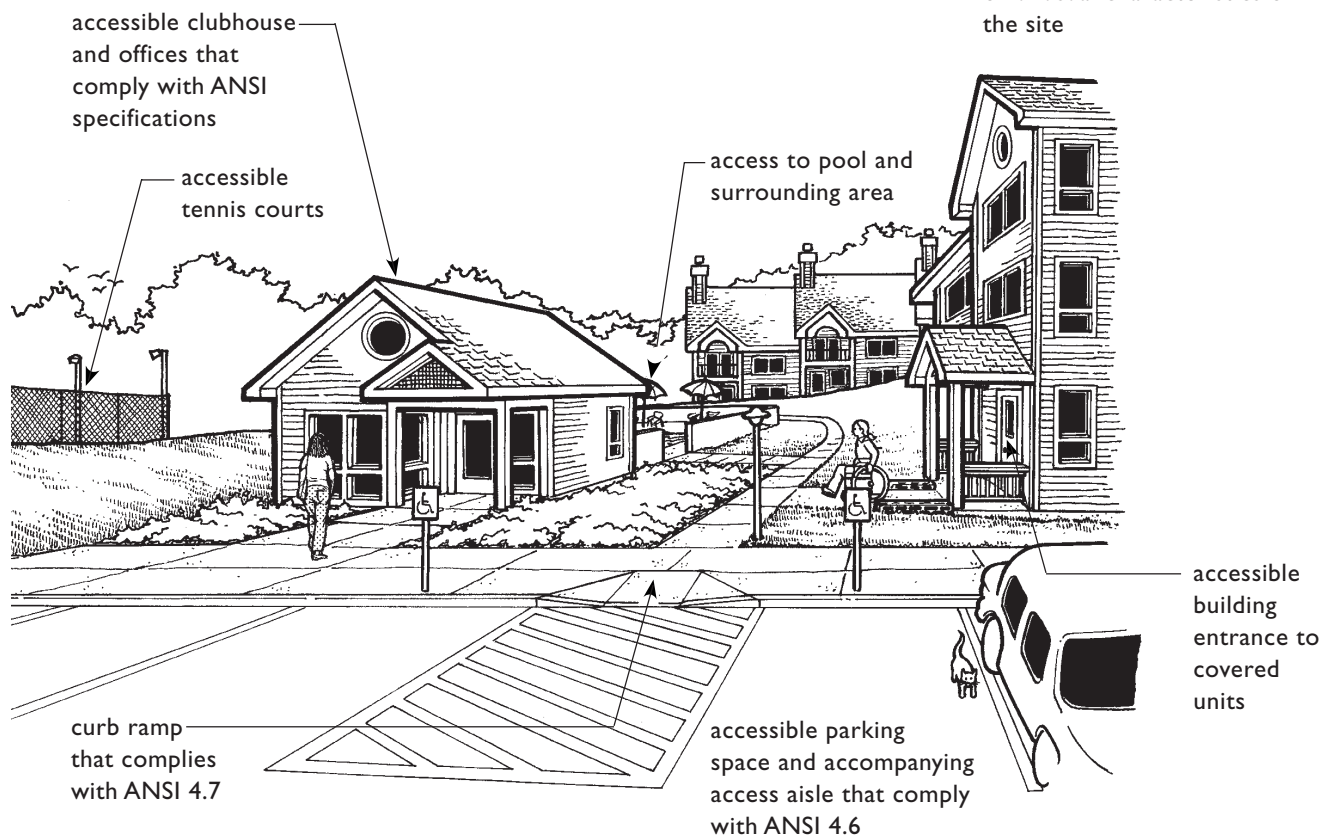 the site
accessible clubhouse
and offices that
comply with ANSI
specifications
accessible
tennis courts
access to pool and
surrounding area
accessible
building
entrance to
covered
units
curb ramp
that complies
with ANSI 4.7
accessible parking
space and accompanying
access aisle that comply
with ANSI 4.6